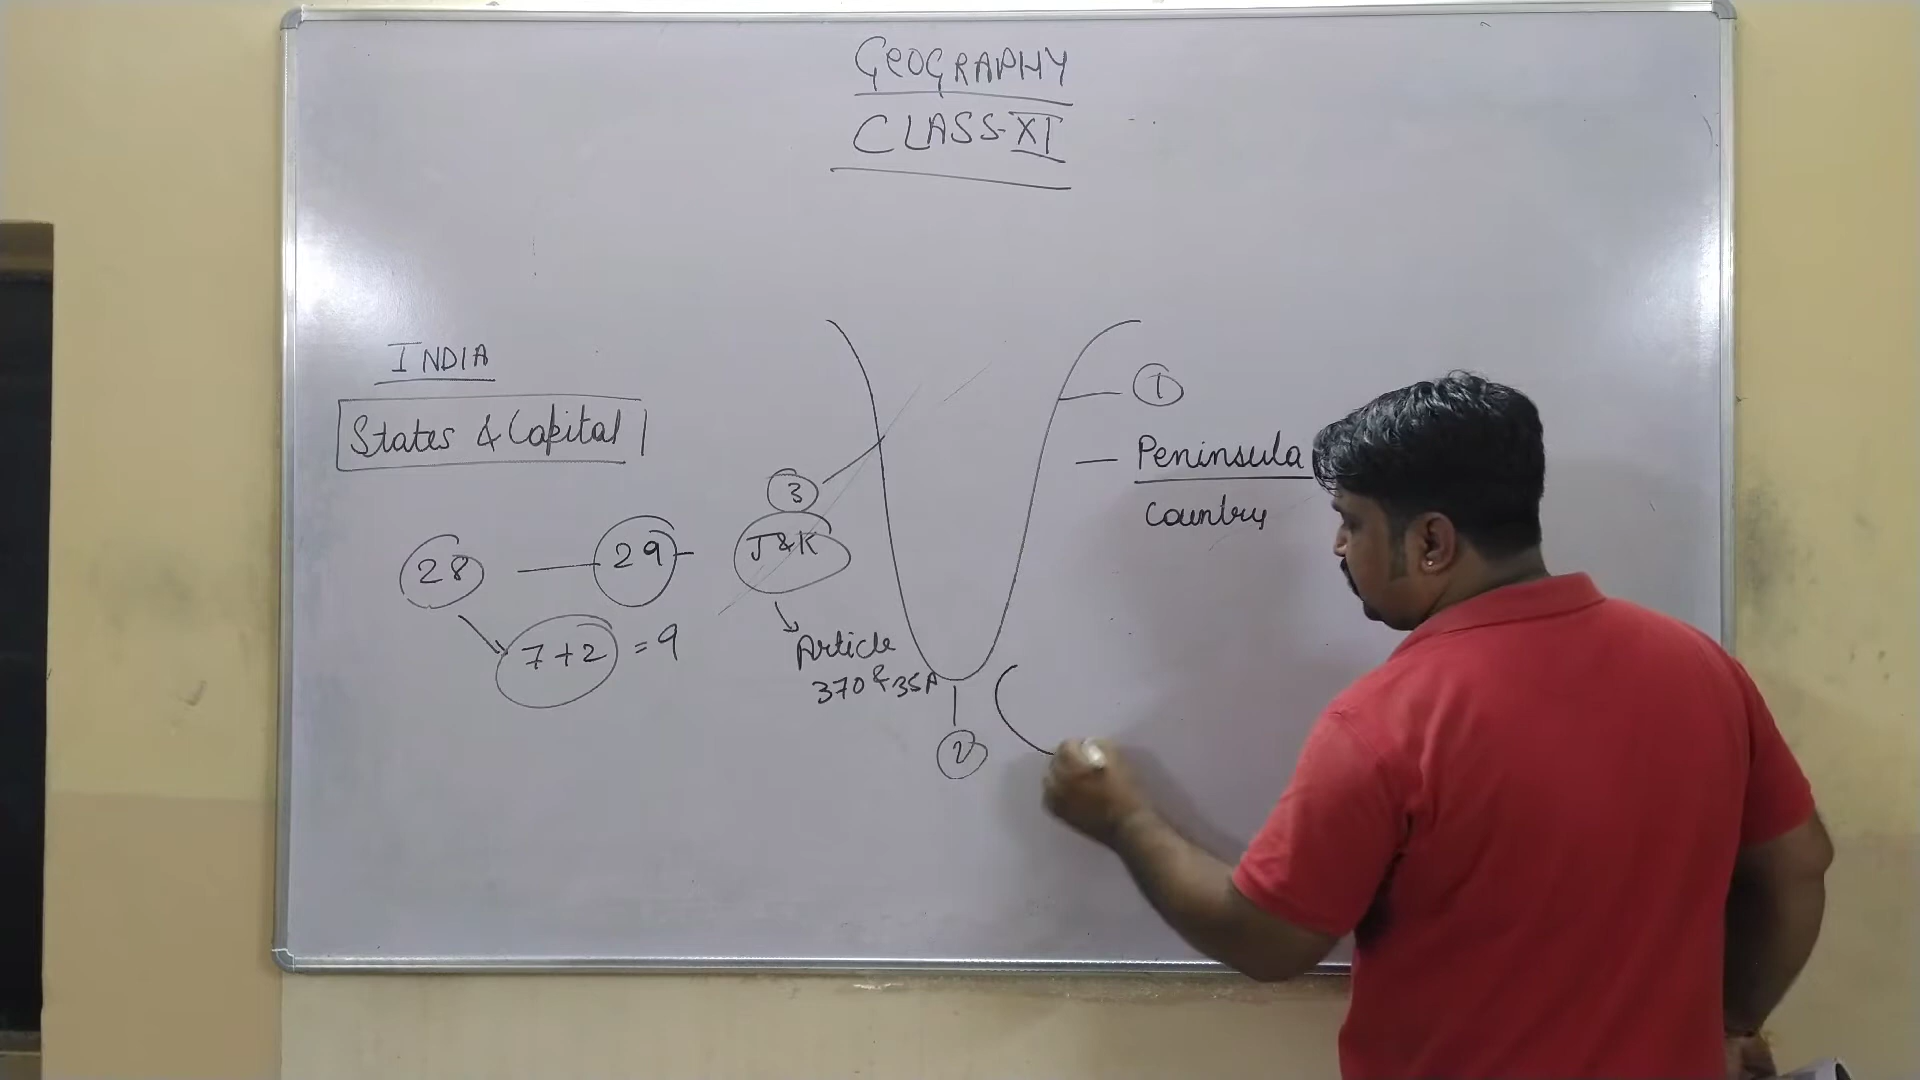 GEOGRAPHY
CLASS-XI
INDIA
States & Capital
28 — 29 – J&K
7+2 = 9
Article
370 & 35A
1
Peninsula
Country
3
2